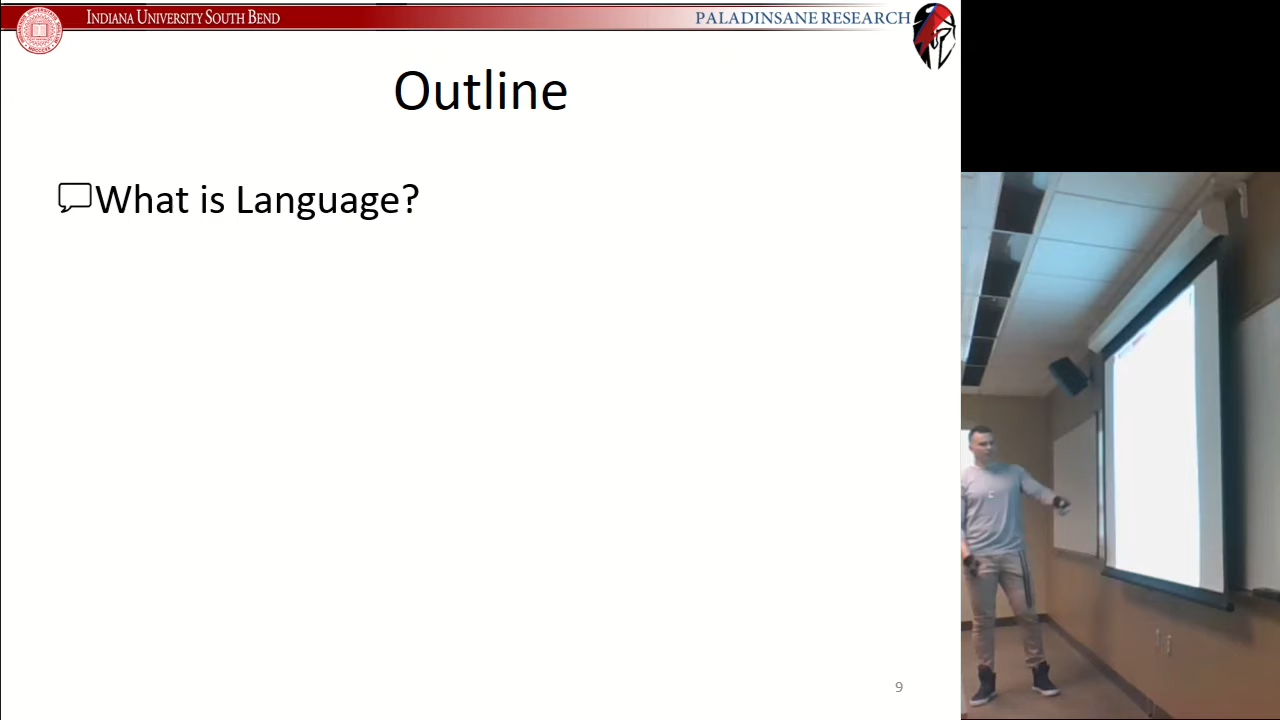 INDIANA UNIVERSITY SOUTH BEND
PALADINSANE RESEARCH
Outline
What is Language?
9